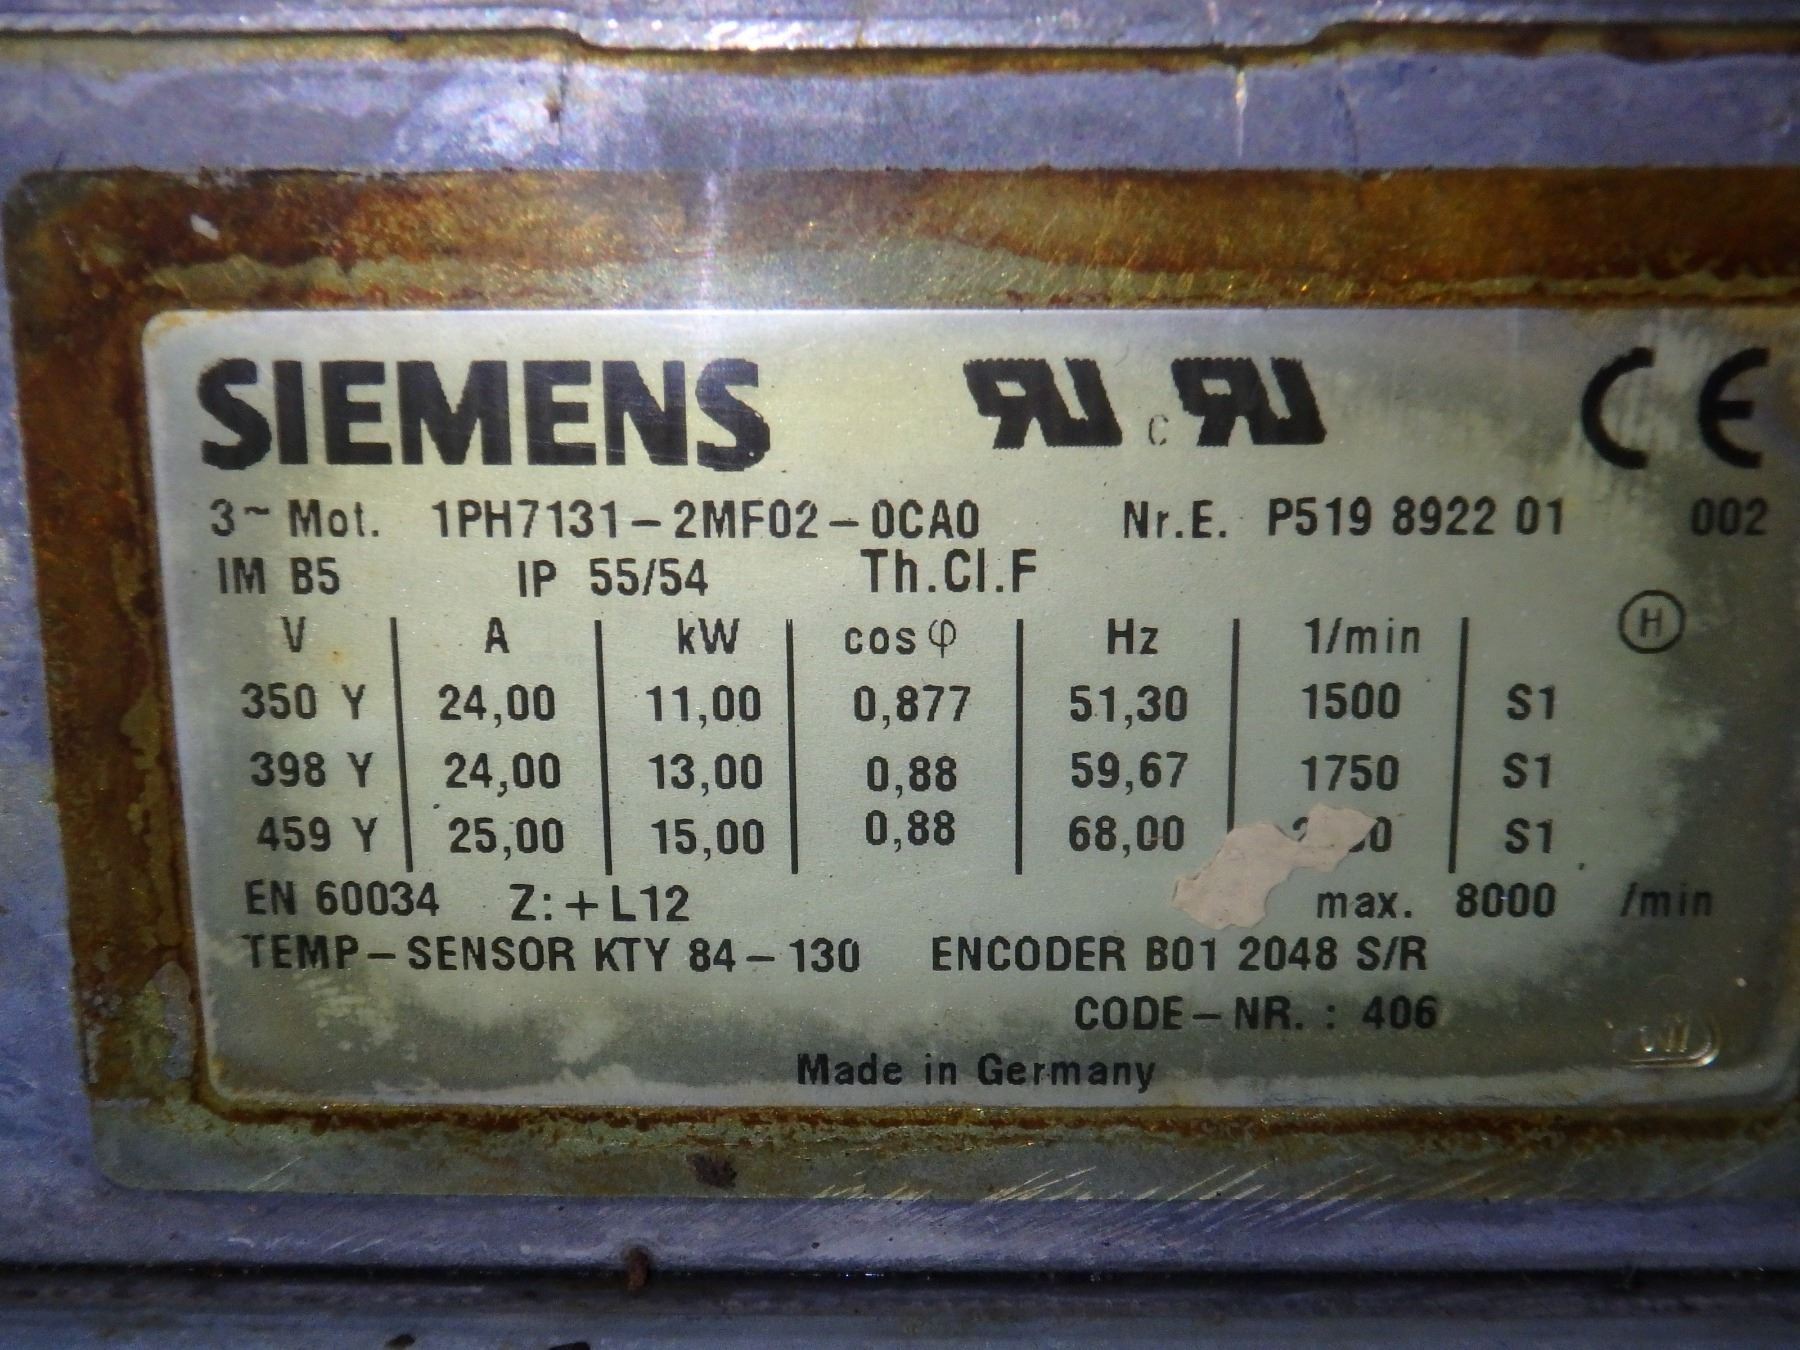 SIEMENS c CE
3~ Mot. 1PH7131-2MF02-0CA0 Nr.E. P519 8922 01 002
IM B5 IP 55/54 Th.Cl.F
V A kW cosφ Hz 1/min H
350 Y 24,00 11,00 0,877 51,30 1500 S1
398 Y 24,00 13,00 0,88 59,67 1750 S1
459 Y 25,00 15,00 0,88 68,00 S1
EN 60034 Z:+L12 max. 8000 /min
TEMP-SENSOR KTY 84-130 ENCODER B01 2048 S/R
CODE-NR. : 406
Made in Germany